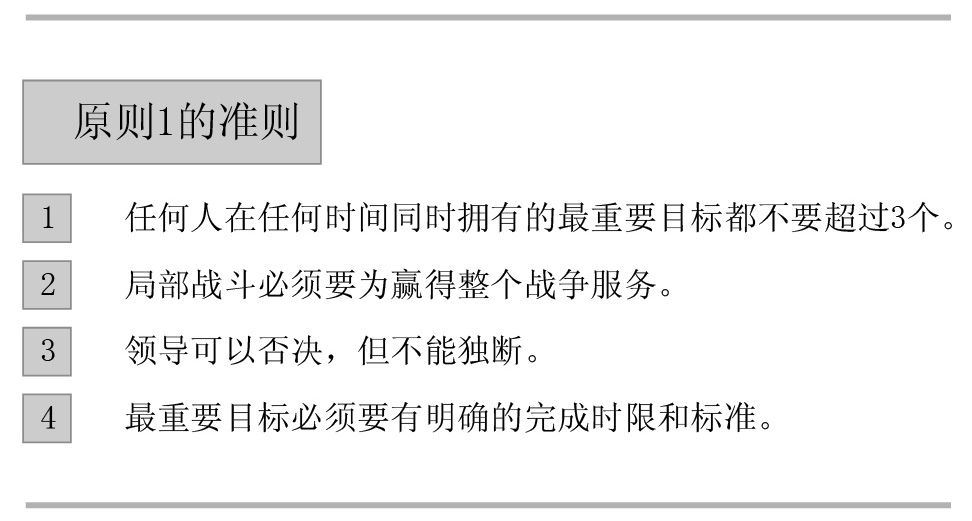 原则1的准则
1 任何人在任何时间同时拥有的最重要目标都不要超过3个。
2 局部战斗必须要为赢得整个战争服务。
3 领导可以否决，但不能独断。
4 最重要目标必须要有明确的完成时限和标准。